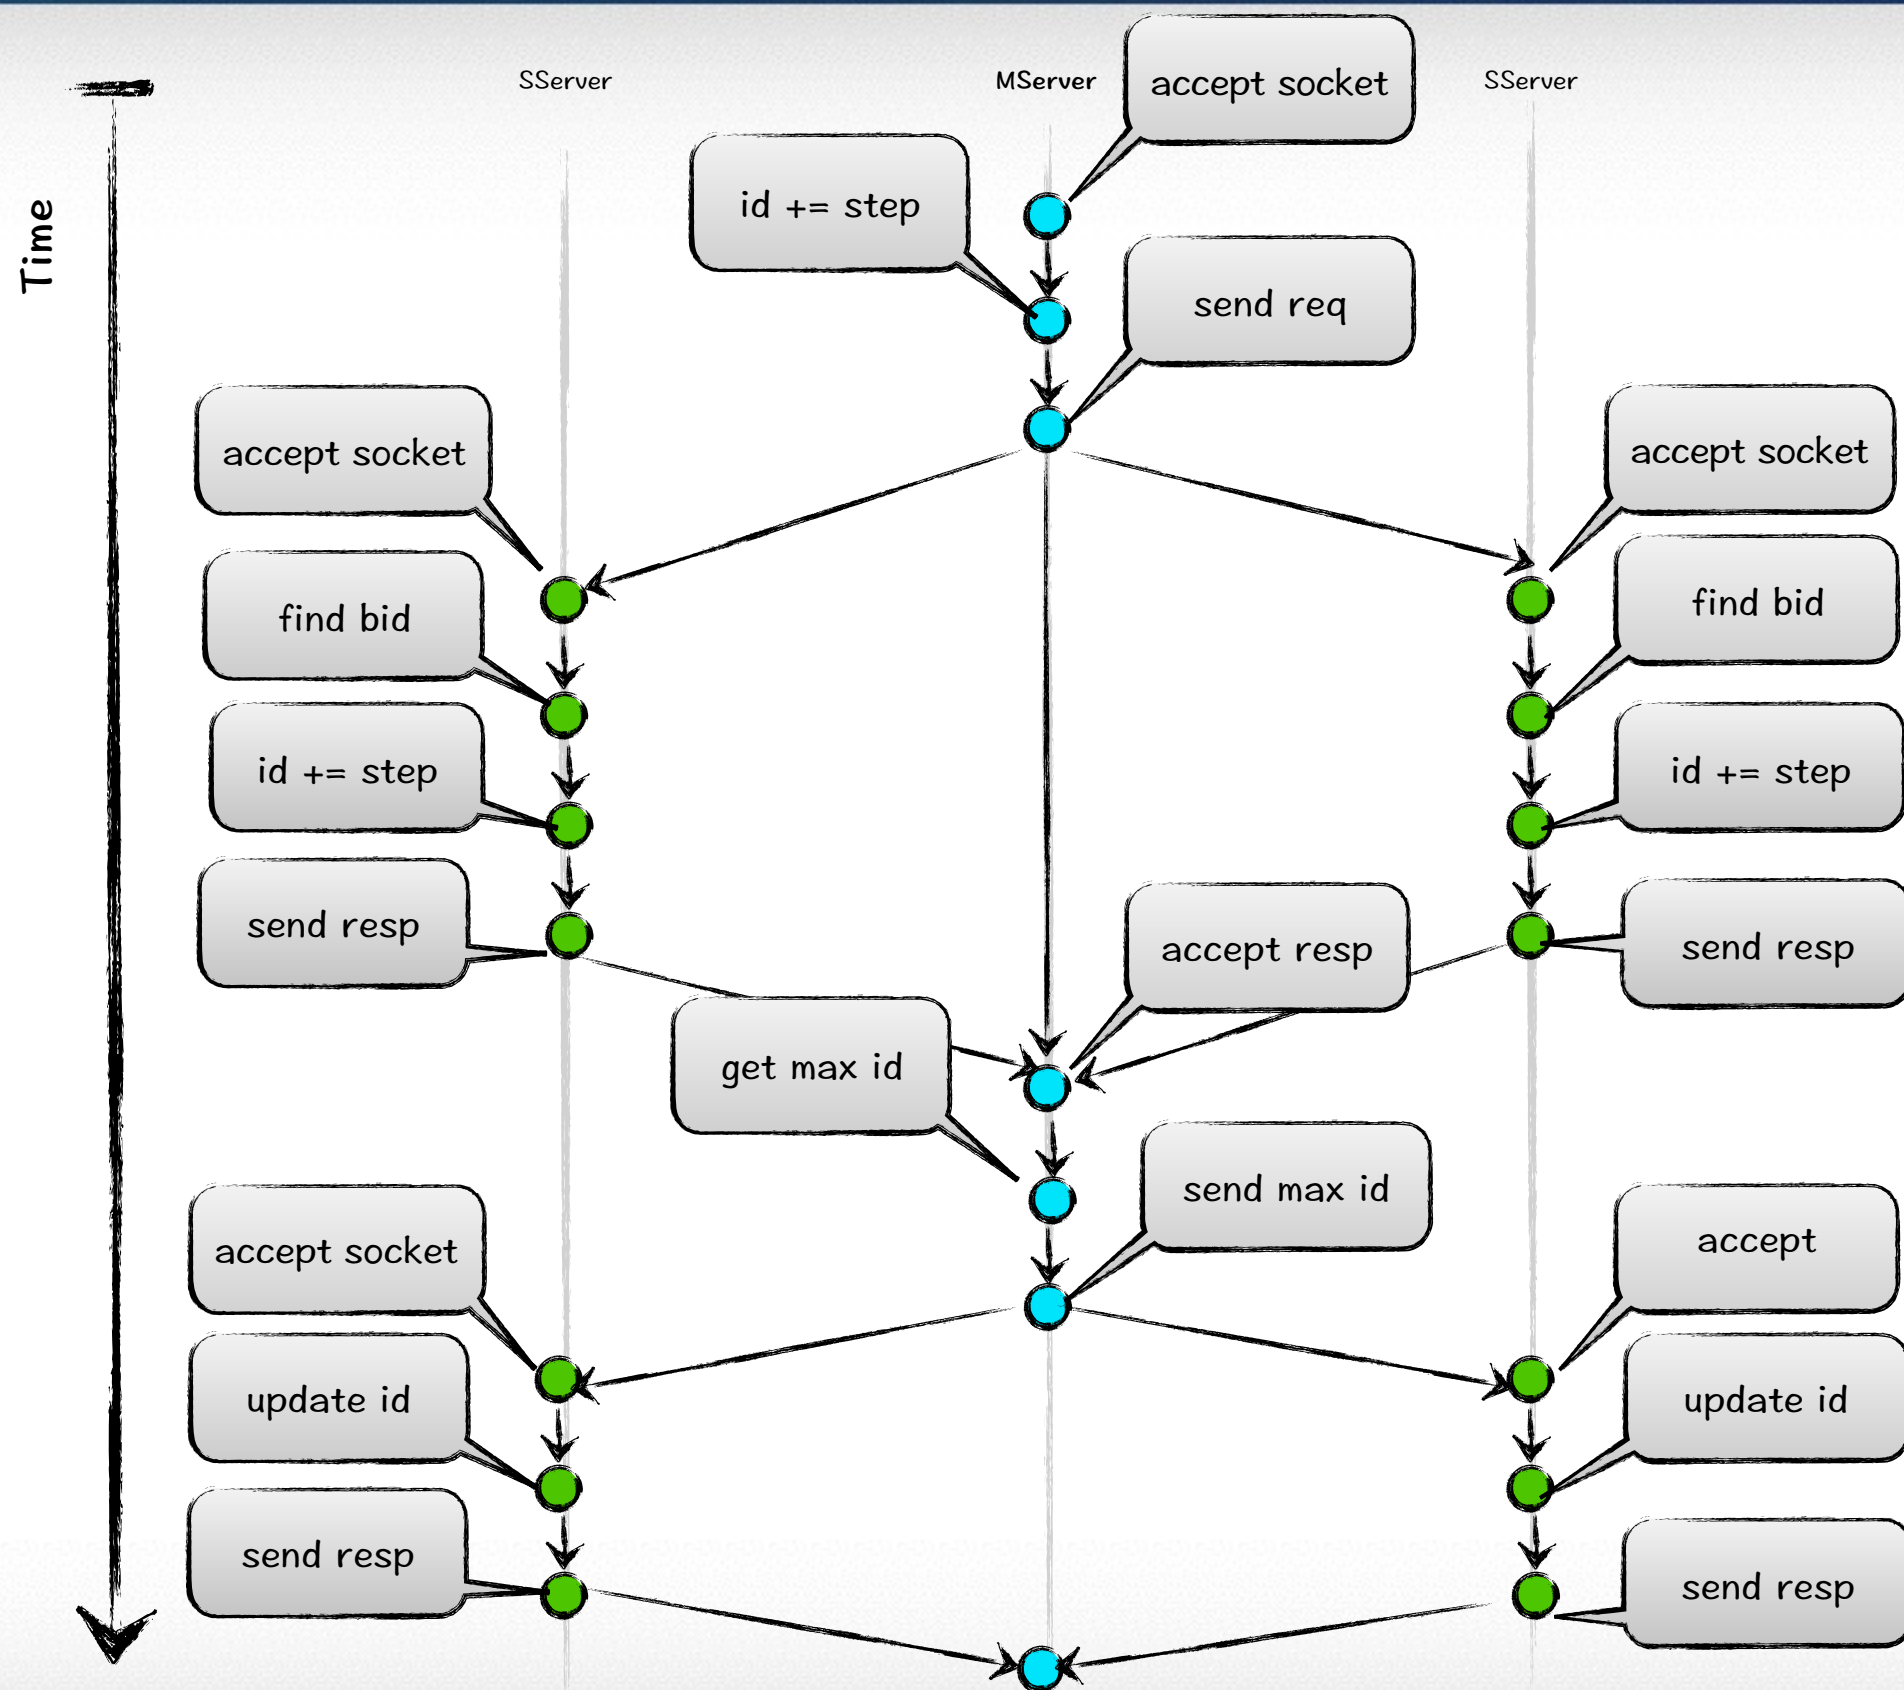 SServer
MServer
SServer
accept socket
id += step
Time
send req
accept socket
accept socket
find bid
find bid
id += step
id += step
send resp
accept resp
send resp
get max id
send max id
accept socket
accept
update id
update id
send resp
send resp